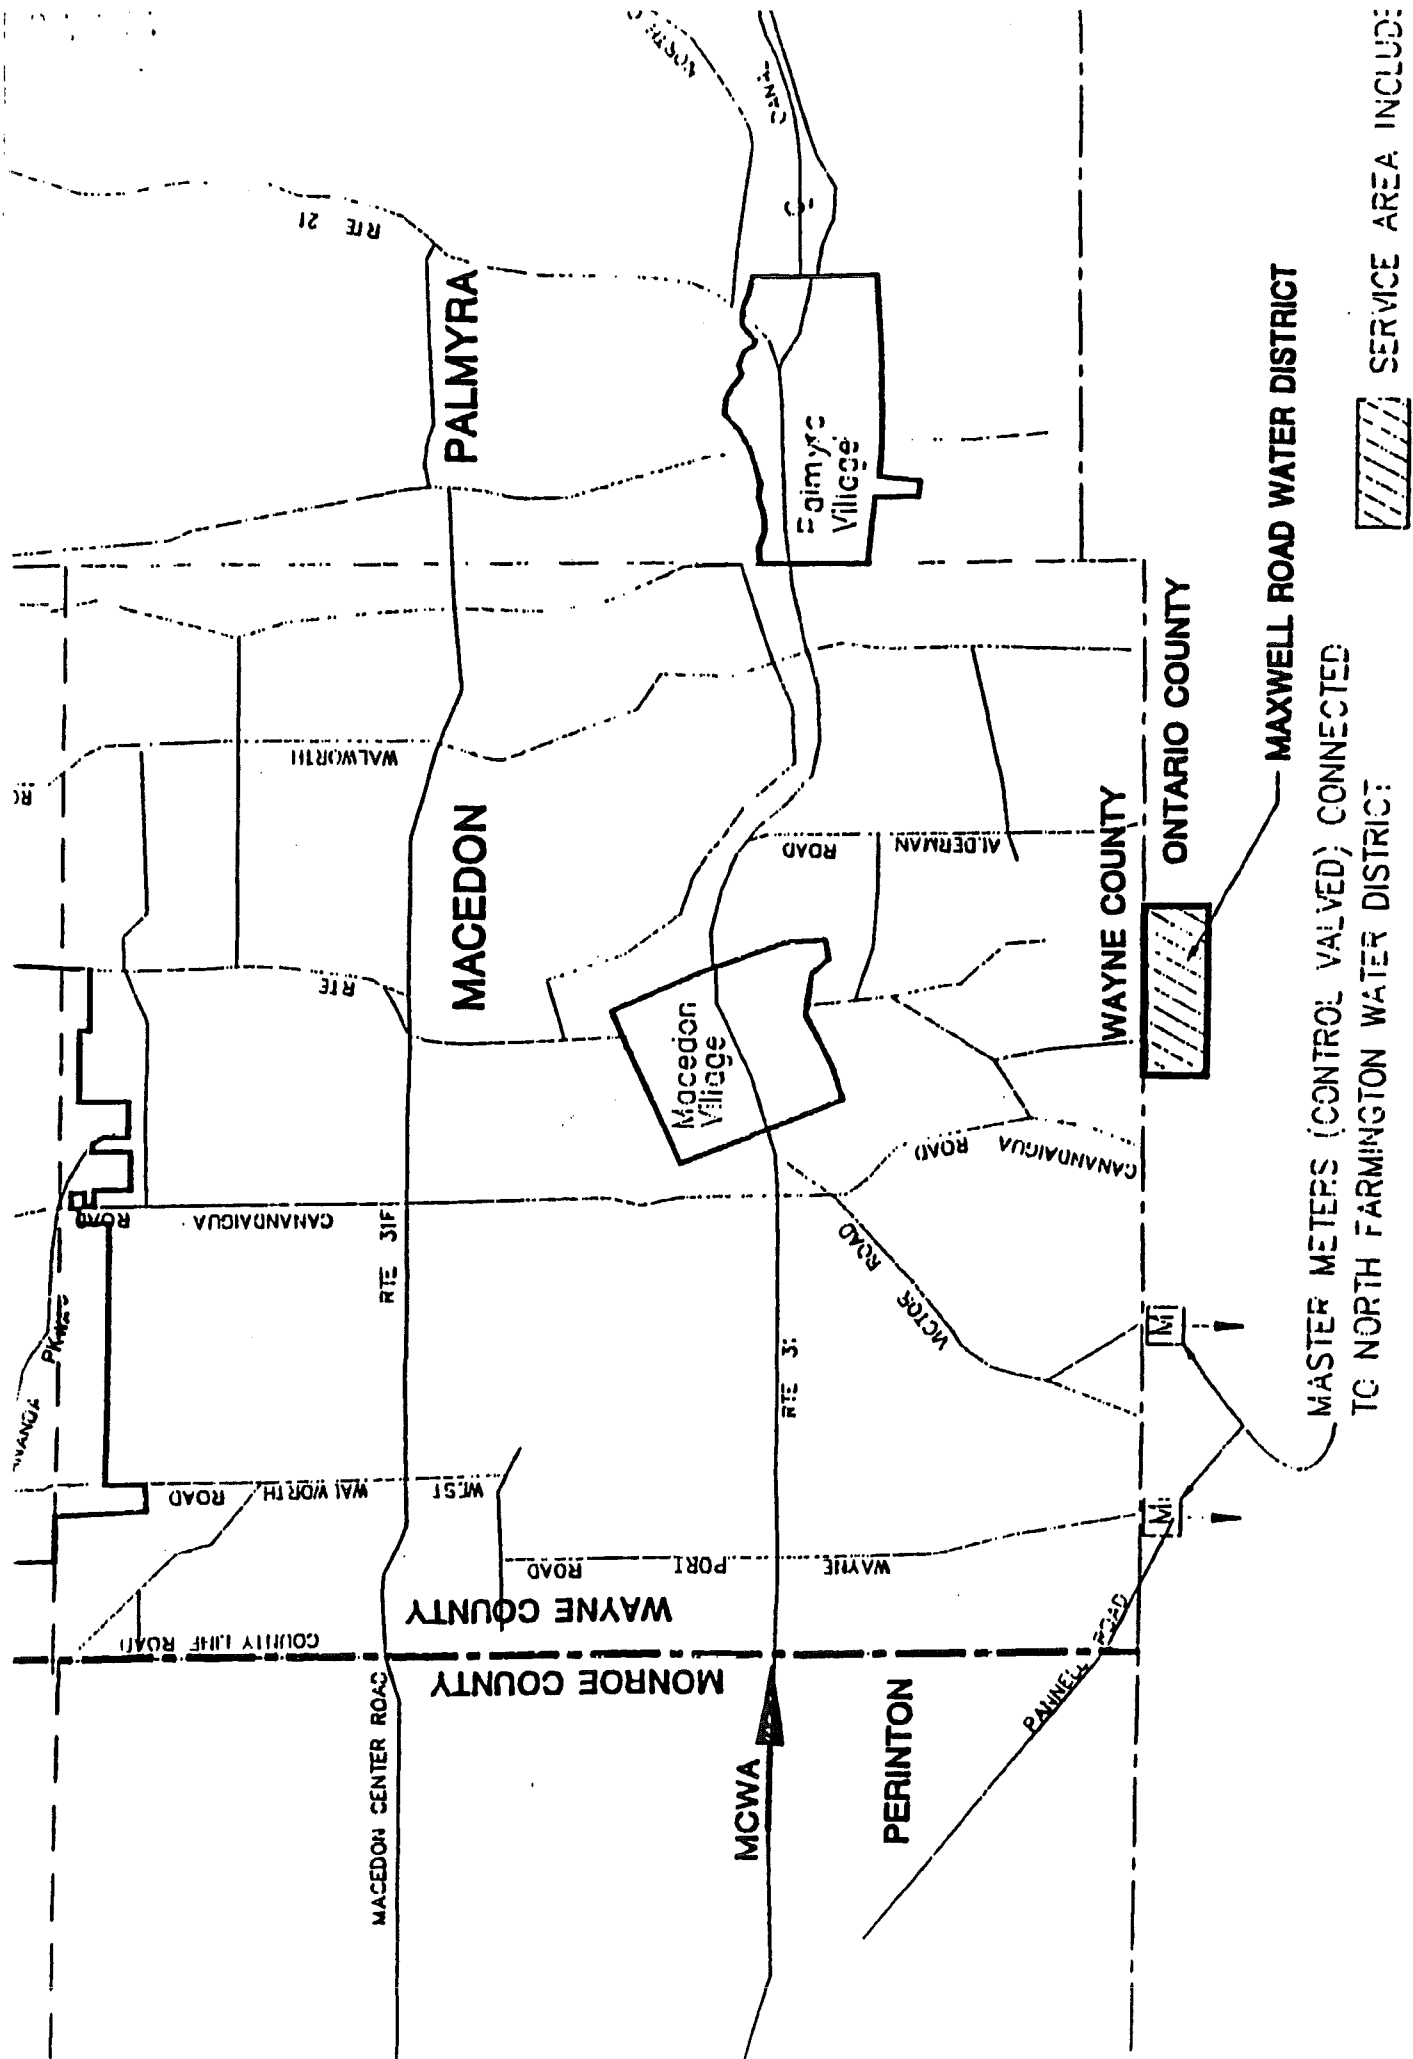 PALMYRA
RTE 21
NORTH
CANAL
Palmyra
Village
WALWORTH
MACEDON
RTE
Macedon
Village
ROAD
ALDERMAN
WAYNE COUNTY
ONTARIO COUNTY
MAXWELL ROAD WATER DISTRICT
SERVICE AREA INCLUDE
MASTER METERS (CONTROL VALVED) CONNECTED
TO NORTH FARMINGTON WATER DISTRICT
CANANDAIGUA
ROAD
CANANDAIGUA
ROAD
RTE 31F
RTE 31
VICTOR
ROAD
M
M
WEST
WALWORTH
ROAD
WAYNE
PORT
ROAD
COUNTY LINE ROAD
WAYNE COUNTY
MONROE COUNTY
MACEDON CENTER ROAD
MCWA
PERINTON
PANNELL
ROAD